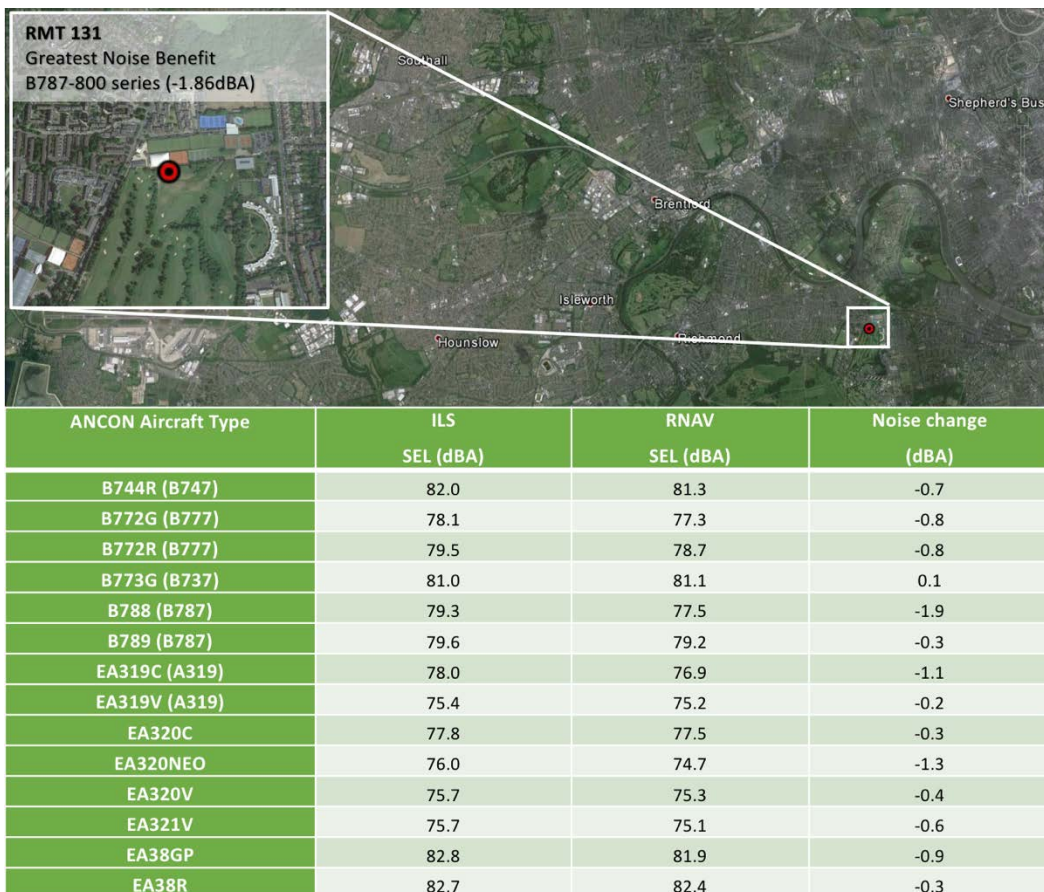 RMT 131
Greatest Noise Benefit
B787-800 series (-1.86dBA)
Southall
Shepherd's Bus
Brentford
Isleworth
Richmond
Hounslow
ANCON Aircraft Type ILS SEL (dBA) RNAV SEL (dBA) Noise change (dBA)
B744R (B747) 82.0 81.3 -0.7
B772G (B777) 78.1 77.3 -0.8
B772R (B777) 79.5 78.7 -0.8
B773G (B737) 81.0 81.1 0.1
B788 (B787) 79.3 77.5 -1.9
B789 (B787) 79.6 79.2 -0.3
EA319C (A319) 78.0 76.9 -1.1
EA319V (A319) 75.4 75.2 -0.2
EA320C 77.8 77.5 -0.3
EA320NEO 76.0 74.7 -1.3
EA320V 75.7 75.3 -0.4
EA321V 75.7 75.1 -0.6
EA38GP 82.8 81.9 -0.9
EA38R 82.7 82.4 -0.3